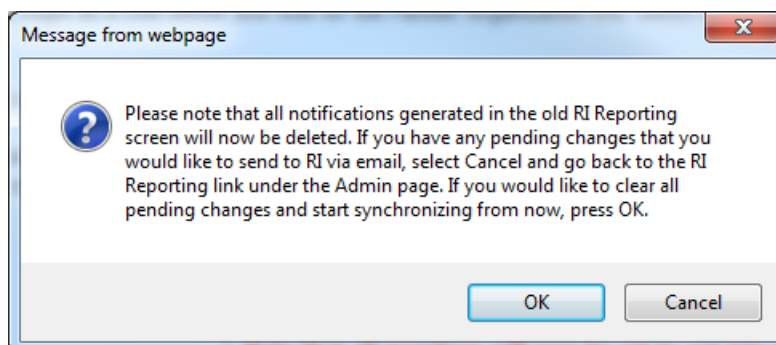 Message from webpage
x
Please note that all notifications generated in the old RI Reporting
screen will now be deleted. If you have any pending changes that you
would like to send to RI via email, select Cancel and go back to the RI
Reporting link under the Admin page. If you would like to clear all
pending changes and start synchronizing from now, press OK.
OK Cancel